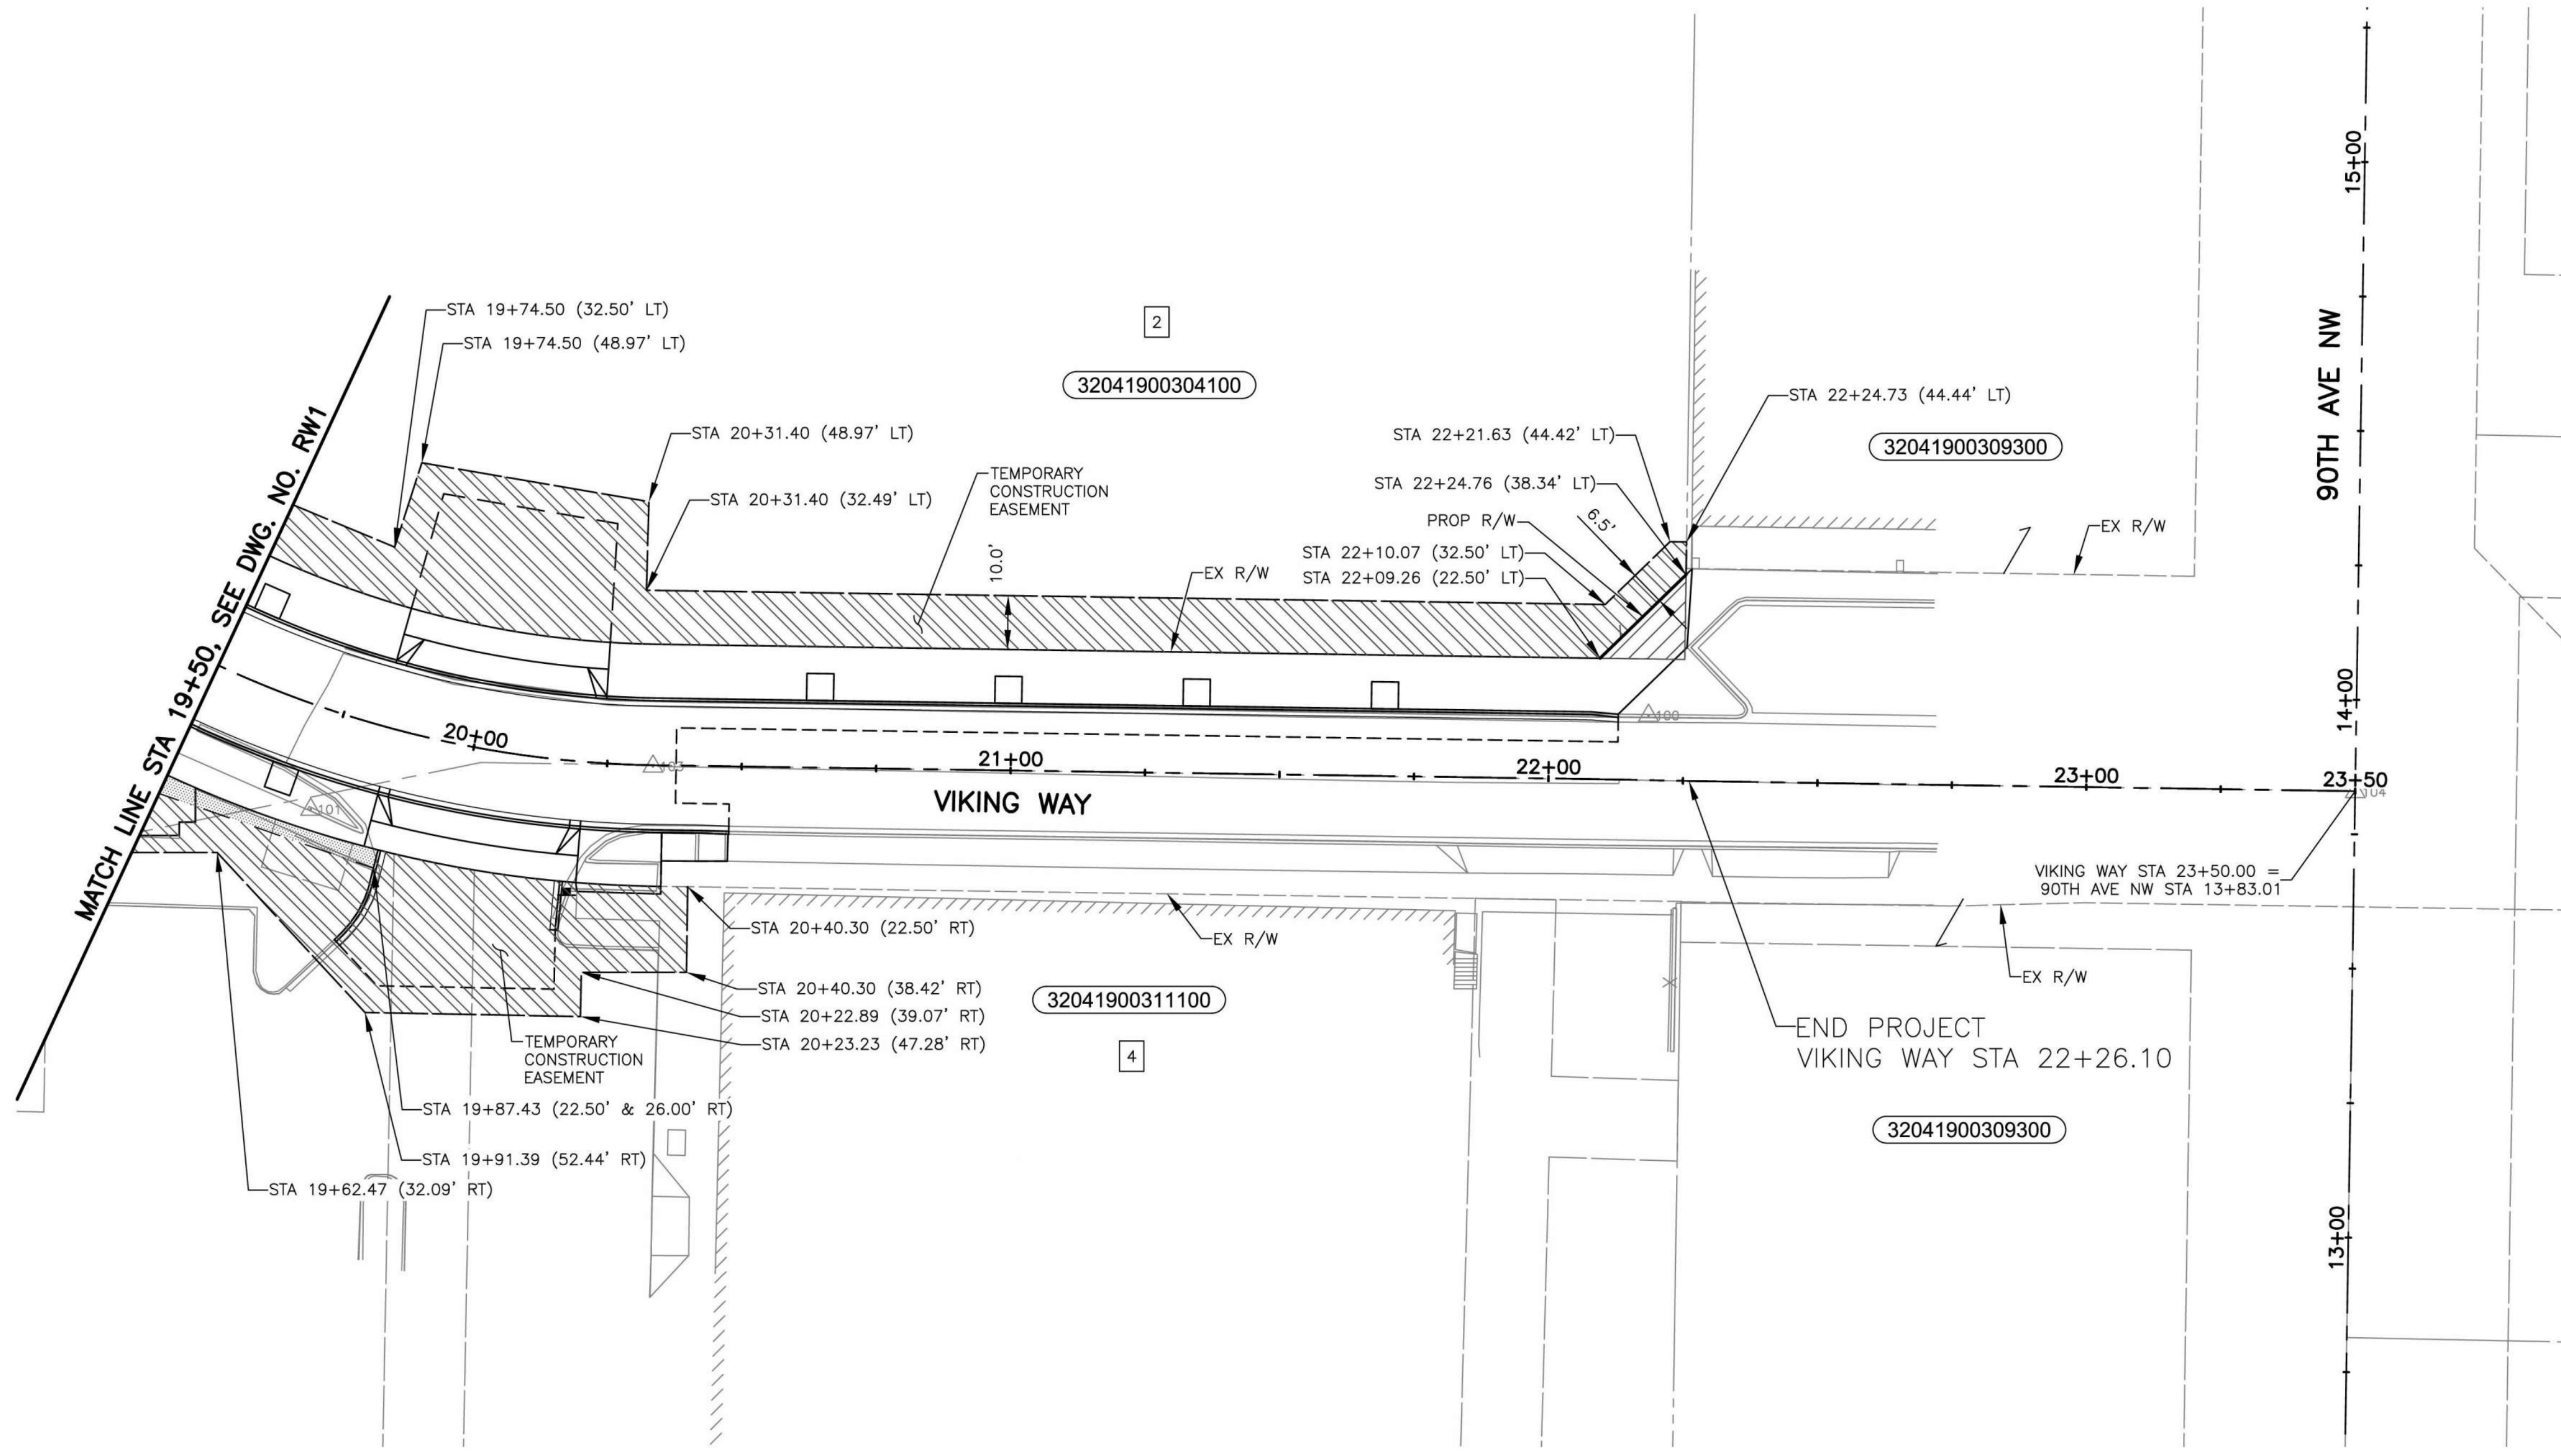 MATCH LINE STA 19+50, SEE DWG. NO. RW1
STA 19+74.50 (32.50' LT)
STA 19+74.50 (48.97' LT)
STA 20+31.40 (48.97' LT)
STA 20+31.40 (32.49' LT)
TEMPORARY
CONSTRUCTION
EASEMENT
10.0'
EX R/W
2
32041900304100
STA 22+21.63 (44.42' LT)
STA 22+24.76 (38.34' LT)
PROP R/W
6.5'
STA 22+10.07 (32.50' LT)
STA 22+09.26 (22.50' LT)
STA 22+24.73 (44.44' LT)
32041900309300
EX R/W
90TH AVE NW
15+00
14+00
13+00
100
101
104
20+00
21+00
22+00
23+00
23+50
VIKING WAY
VIKING WAY STA 23+50.00 =
90TH AVE NW STA 13+83.01
EX R/W
EX R/W
STA 20+40.30 (22.50' RT)
STA 20+40.30 (38.42' RT)
STA 20+22.89 (39.07' RT)
STA 20+23.23 (47.28' RT)
32041900311100
4
TEMPORARY
CONSTRUCTION
EASEMENT
STA 19+87.43 (22.50' & 26.00' RT)
STA 19+91.39 (52.44' RT)
STA 19+62.47 (32.09' RT)
END PROJECT
VIKING WAY STA 22+26.10
32041900309300